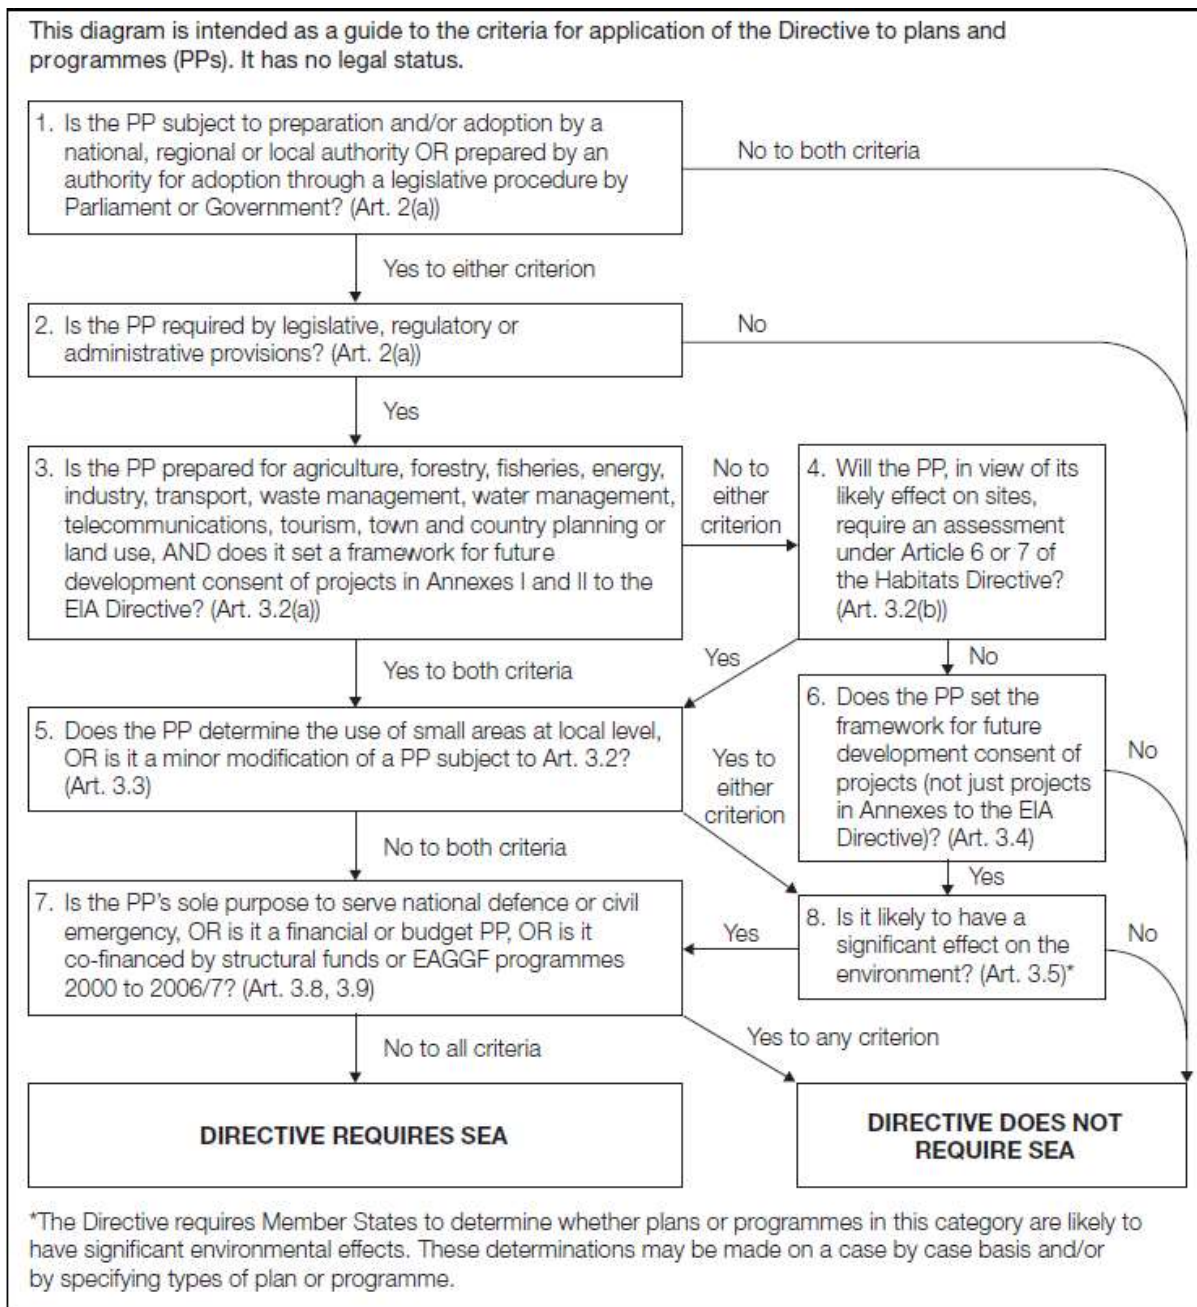 This diagram is intended as a guide to the criteria for application of the Directive to plans and
programmes (PPs). It has no legal status.
1. Is the PP subject to preparation and/or adoption by a
national, regional or local authority OR prepared by an
authority for adoption through a legislative procedure by
Parliament or Government? (Art. 2(a))
No to both criteria
Yes to either criterion
2. Is the PP required by legislative, regulatory or
administrative provisions? (Art. 2(a))
No
Yes
3. Is the PP prepared for agriculture, forestry, fisheries, energy,
industry, transport, waste management, water management,
telecommunications, tourism, town and country planning or
land use, AND does it set a framework for future
development consent of projects in Annexes I and II to the
EIA Directive? (Art. 3.2(a))
No to
either
criterion
4. Will the PP, in view of its
likely effect on sites,
require an assessment
under Article 6 or 7 of
the Habitats Directive?
(Art. 3.2(b))
Yes to both criteria
Yes
No
5. Does the PP determine the use of small areas at local level,
OR is it a minor modification of a PP subject to Art. 3.2?
(Art. 3.3)
Yes to
either
criterion
6. Does the PP set the
framework for future
development consent of
projects (not just projects
in Annexes to the EIA
Directive)? (Art. 3.4)
No
No to both criteria
Yes
7. Is the PP's sole purpose to serve national defence or civil
emergency, OR is it a financial or budget PP, OR is it
co-financed by structural funds or EAGGF programmes
2000 to 2006/7? (Art. 3.8, 3.9)
Yes
8. Is it likely to have a
significant effect on the
environment? (Art. 3.5)*
No
No to all criteria
Yes to any criterion
DIRECTIVE REQUIRES SEA
DIRECTIVE DOES NOT
REQUIRE SEA
*The Directive requires Member States to determine whether plans or programmes in this category are likely to
have significant environmental effects. These determinations may be made on a case by case basis and/or
by specifying types of plan or programme.